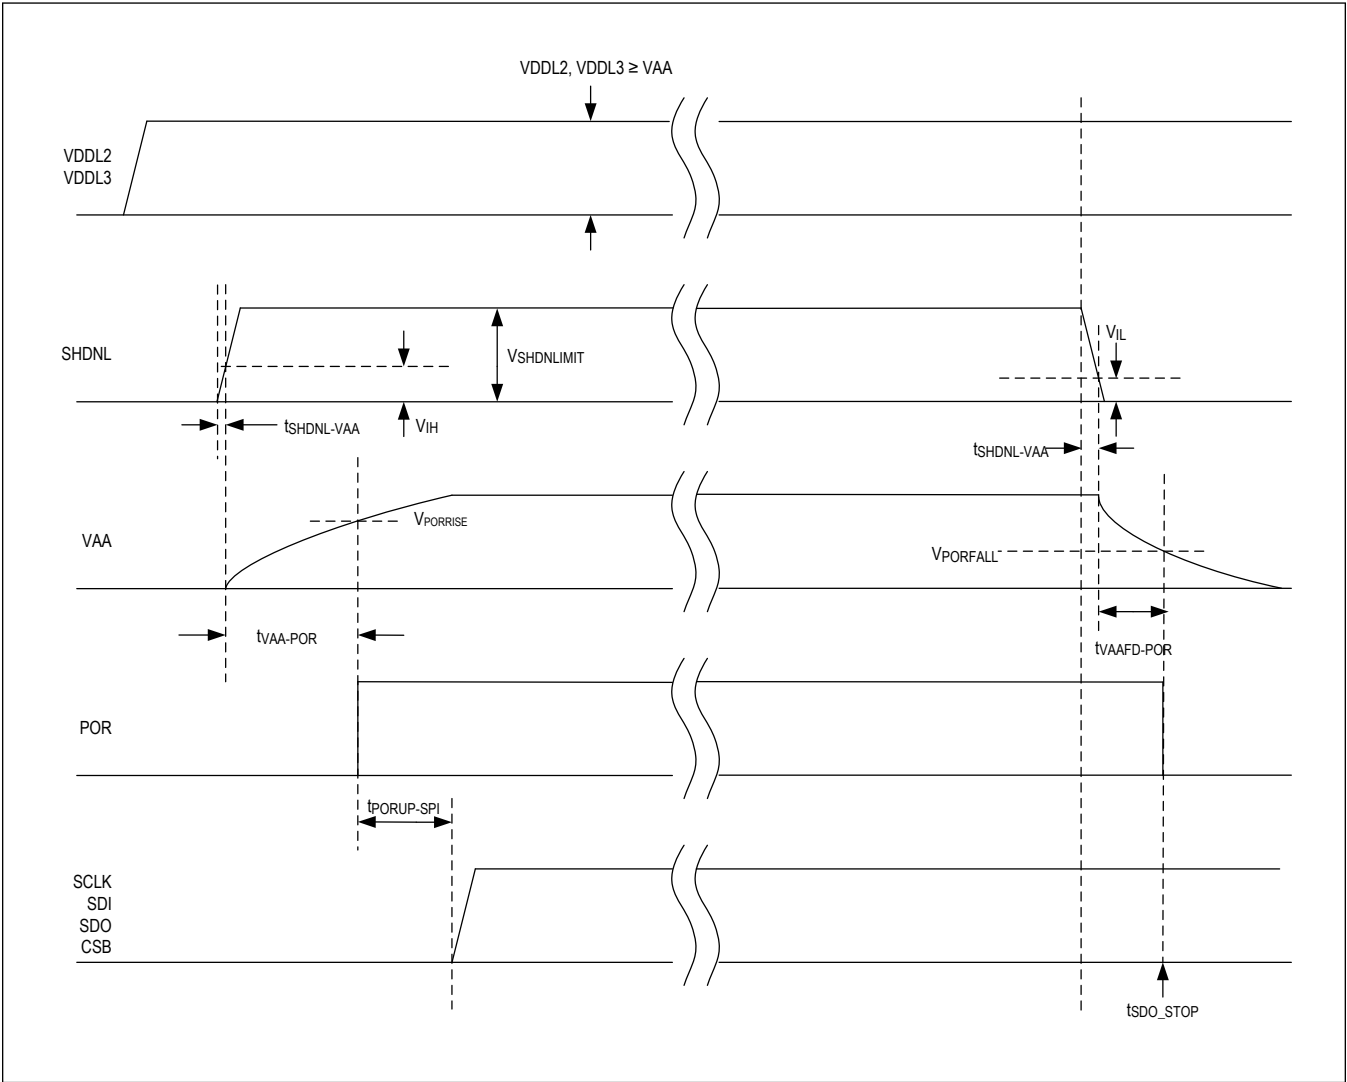 VDDL2, VDDL3 ≥ VAA
VDDL2
VDDL3
SHDNL
VSHDNLIMIT
VIL
tSHDNL-VAA
VIH
tSHDNL-VAA
VPORRISE
VAA
VPORFALL
tVAA-POR
tVAAFD-POR
POR
tPORUP-SPI
SCLK
SDI
SDO
CSB
tSDO_STOP